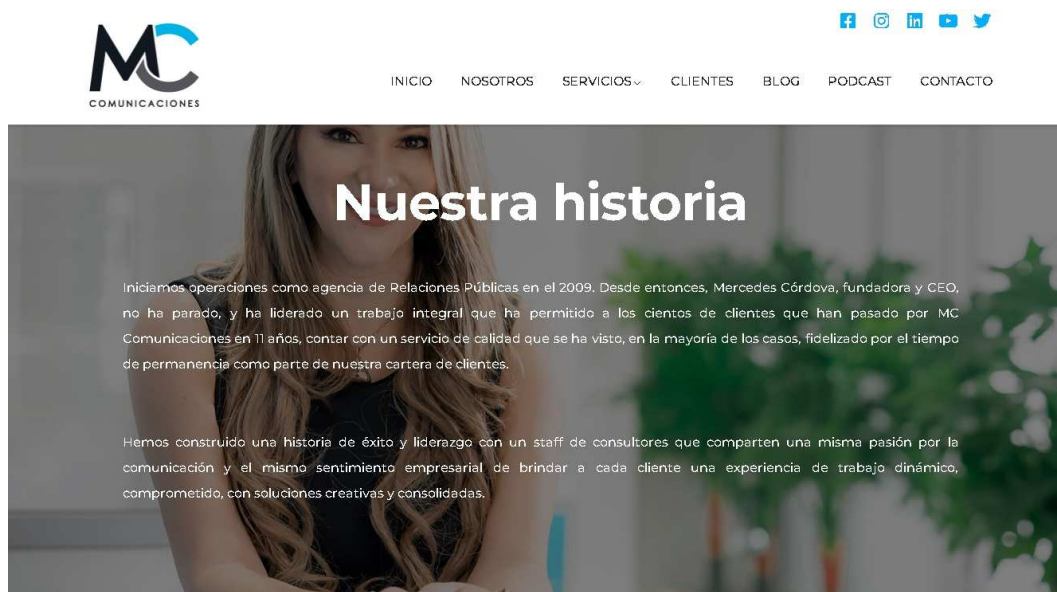 MC
COMUNICACIONES
INICIO NOSOTROS SERVICIOS CLIENTES BLOG PODCAST CONTACTO
Nuestra historia
Iniciamos operaciones como agencia de Relaciones Públicas en el 2009. Desde entonces, Mercedes Córdova, fundadora y CEO,
no ha parado, y ha liderado un trabajo integral que ha permitido a los cientos de clientes que han pasado por MC
Comunicaciones en 11 años, contar con un servicio de calidad que se ha visto, en la mayoría de los casos, fidelizado por el tiempo
de permanencia como parte de nuestra cartera de clientes.
Hemos construido una historia de éxito y liderazgo con un staff de consultores que comparten una misma pasión por la
comunicación y el mismo sentimiento empresarial de brindar a cada cliente una experiencia de trabajo dinámico,
comprometido, con soluciones creativas y consolidadas.